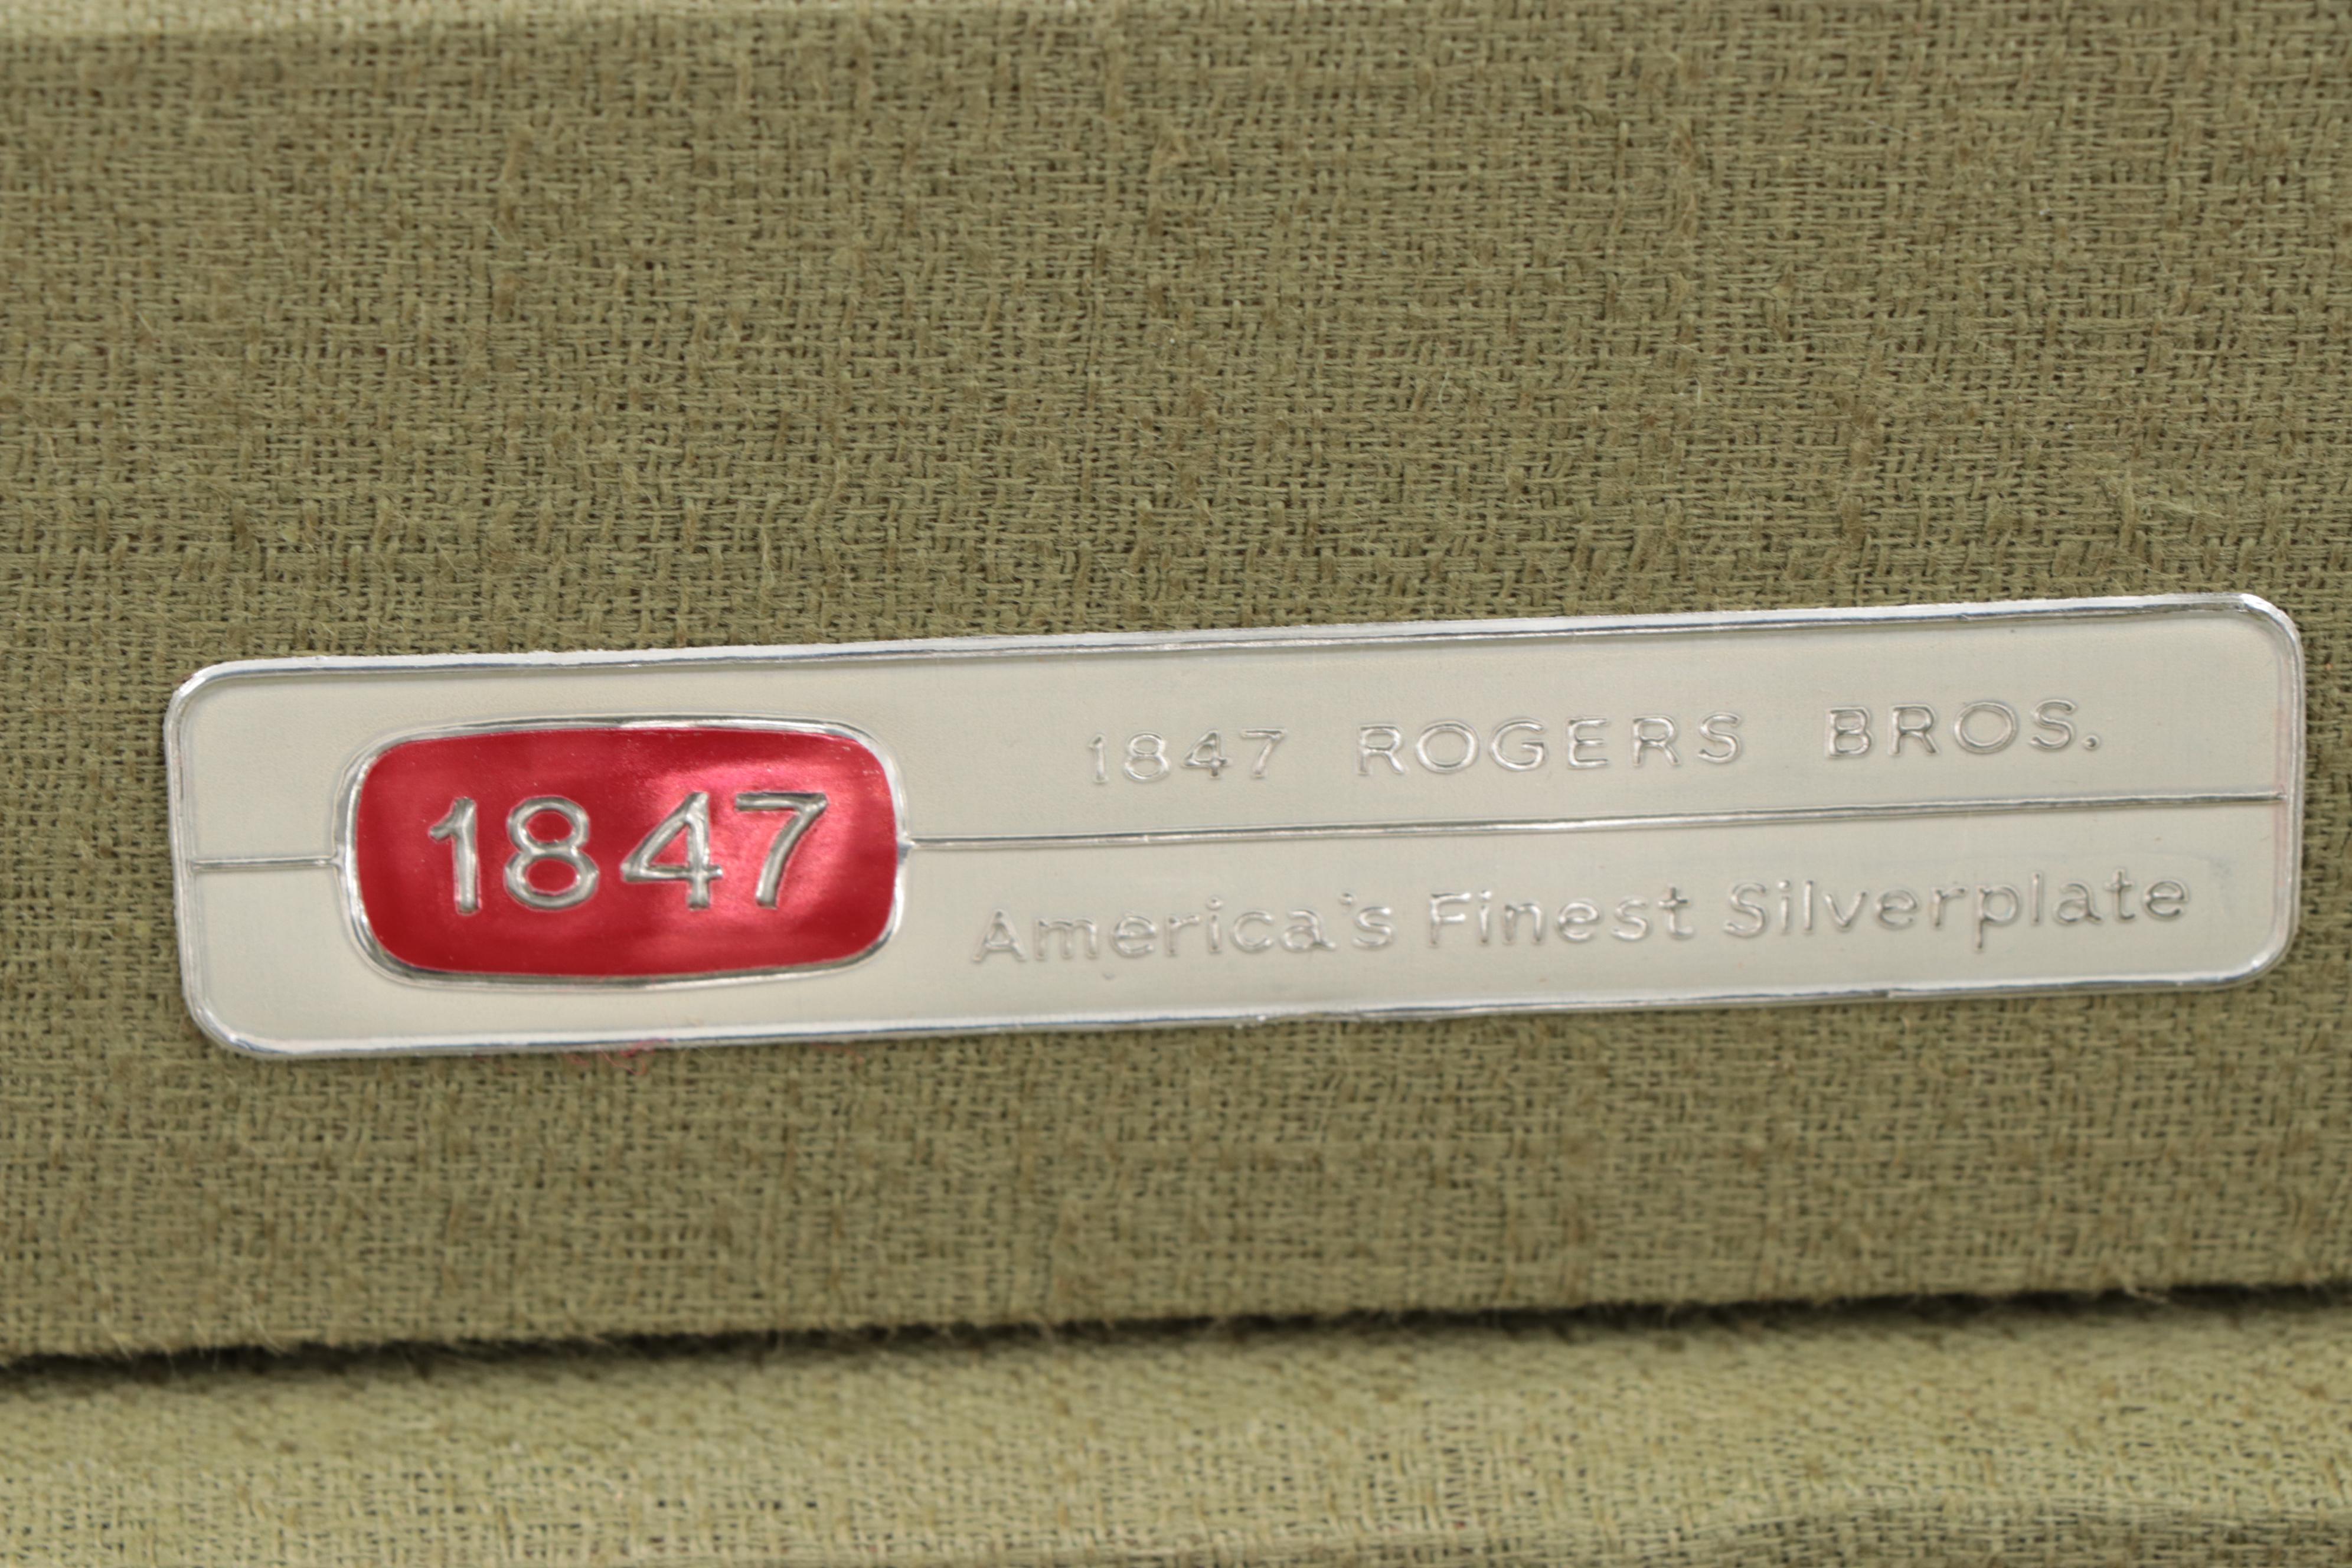 1847
1847 ROGERS BROS.
America's Finest Silverplate